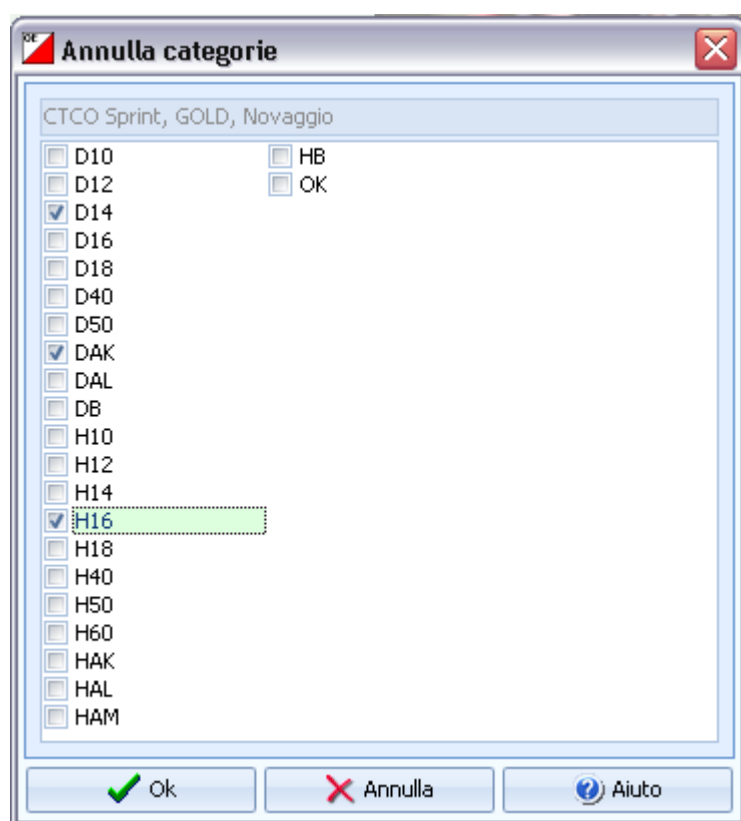 OE
Annulla categorie
CTCO Sprint, GOLD, Novaggio
D10
D12
D14
D16
D18
D40
D50
DAK
DAL
DB
H10
H12
H14
H16
H18
H40
H50
H60
HAK
HAL
HAM
HB
OK
Ok
Annulla
Aiuto